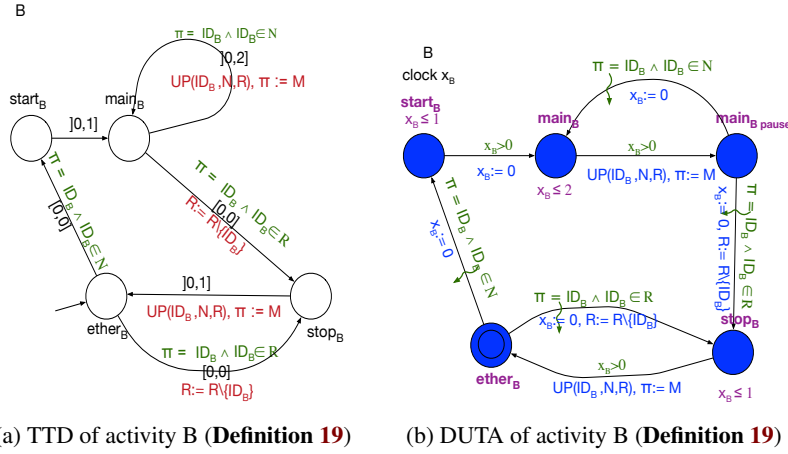 B
π = ID_B ∧ ID_B ∈ N
]0,2]
UP(ID_B ,N,R), π := M
start_B
]0,1]
main_B
π = ID_B ∧ ID_B ∈ N
[0,0]
π = ID_B ∧ ID_B ∈ R
[0,0]
R:= R\{ID_B}
]0,1]
UP(ID_B ,N,R), π := M
ether_B
stop_B
π = ID_B ∧ ID_B ∈ R
[0,0]
R:= R\{ID_B}
(a) TTD of activity B (Definition 19)
B
clock x_B
π = ID_B ∧ ID_B ∈ N
x_B:= 0
start_B
x_B ≤ 1
main_B
x_B ≤ 2
main_B pause
x_B>0
x_B:= 0
x_B>0
UP(ID_B ,N,R), π:= M
π = ID_B ∧ ID_B ∈ N
x_B:= 0
π = ID_B ∧ ID_B ∈ R
x_B:= 0, R:= R\{ID_B}
π = ID_B ∧ ID_B ∈ R
x_B:= 0, R:= R\{ID_B}
stop_B
x_B ≤ 1
x_B>0
UP(ID_B ,N,R), π:= M
ether_B
(b) DUTA of activity B (Definition 19)